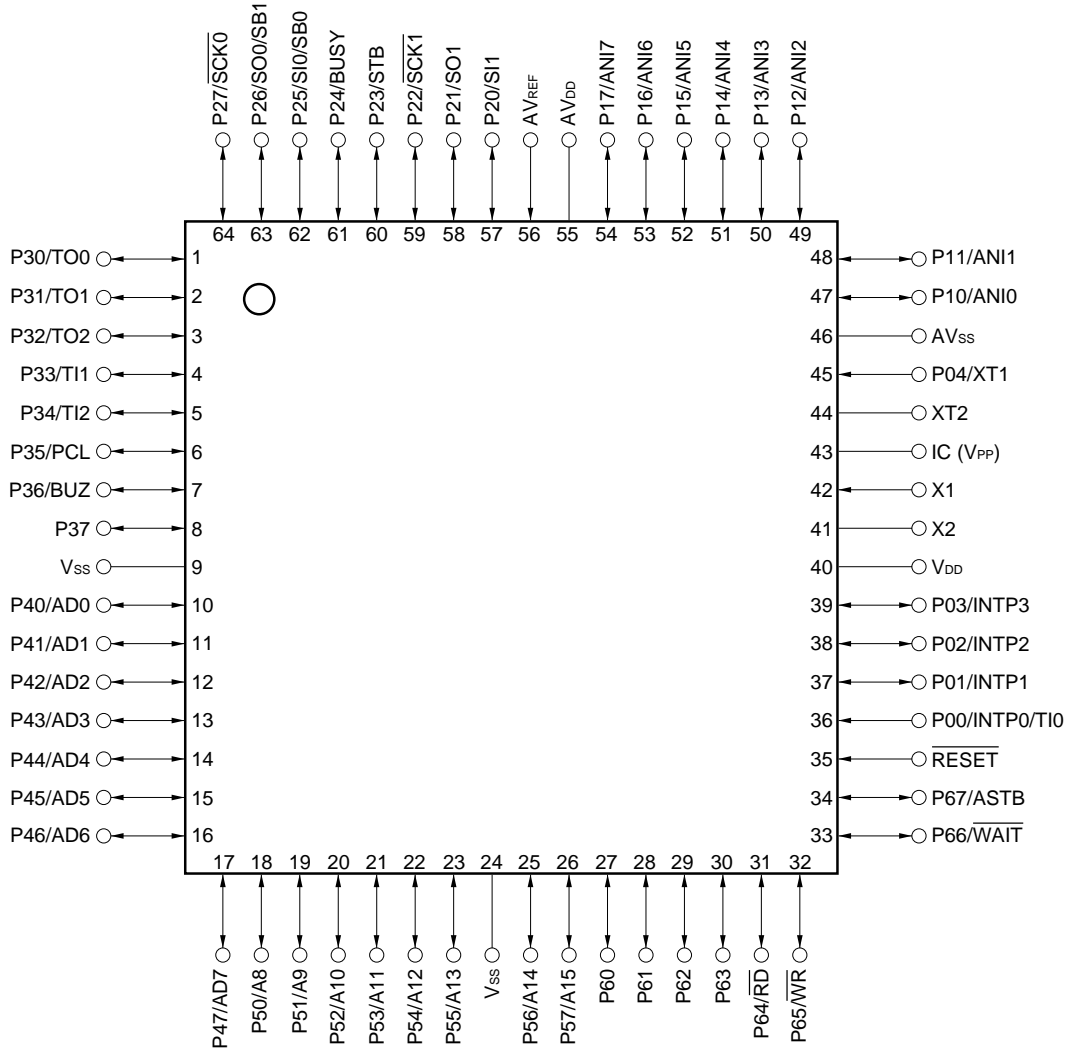 P27/SCK0
P26/SO0/SB1
P25/SI0/SB0
P24/BUSY
P23/STB
P22/SCK1
P21/SO1
P20/SI1
AVREF
AVDD
P17/ANI7
P16/ANI6
P15/ANI5
P14/ANI4
P13/ANI3
P12/ANI2
64 63 62 61 60 59 58 57 56 55 54 53 52 51 50 49
P30/TO0 1 48 P11/ANI1
P31/TO1 2 47 P10/ANI0
P32/TO2 3 46 AVSS
P33/TI1 4 45 P04/XT1
P34/TI2 5 44 XT2
P35/PCL 6 43 IC (VPP)
P36/BUZ 7 42 X1
P37 8 41 X2
VSS 9 40 VDD
P40/AD0 10 39 P03/INTP3
P41/AD1 11 38 P02/INTP2
P42/AD2 12 37 P01/INTP1
P43/AD3 13 36 P00/INTP0/TI0
P44/AD4 14 35 RESET
P45/AD5 15 34 P67/ASTB
P46/AD6 16 33 P66/WAIT
17 18 19 20 21 22 23 24 25 26 27 28 29 30 31 32
P47/AD7
P50/A8
P51/A9
P52/A10
P53/A11
P54/A12
P55/A13
VSS
P56/A14
P57/A15
P60
P61
P62
P63
P64/RD
P65/WR